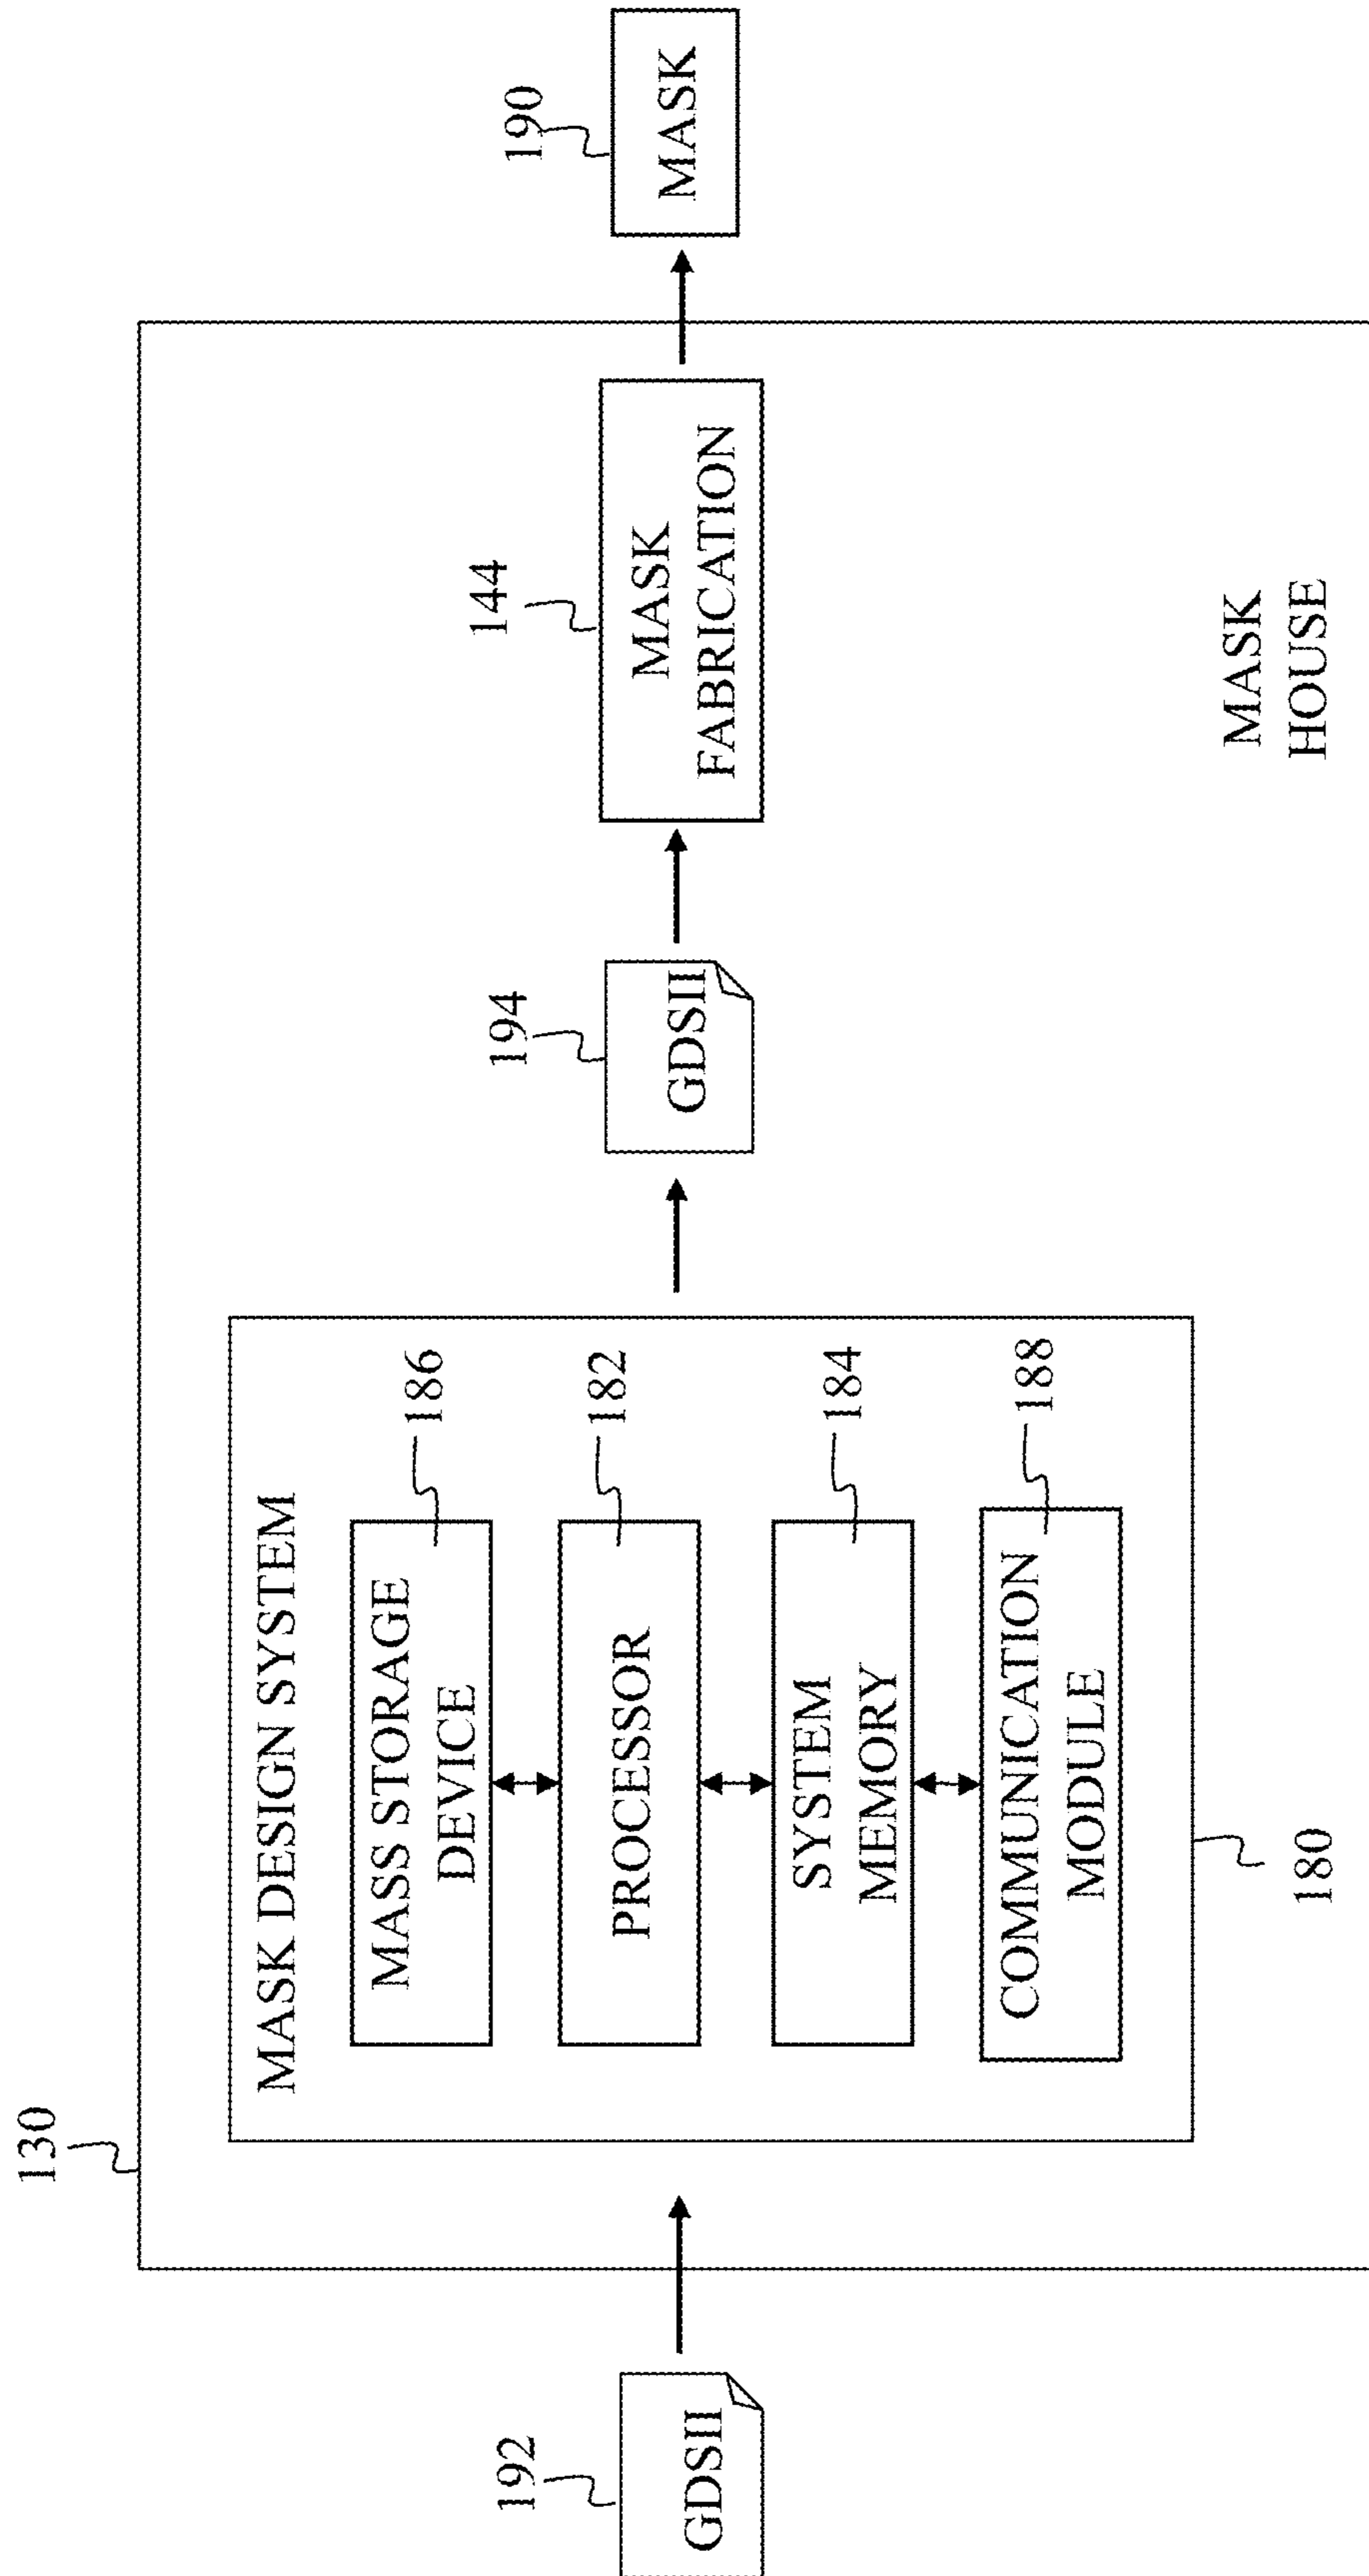 130
192
GDSII
MASK DESIGN SYSTEM
MASS STORAGE
DEVICE
186
PROCESSOR
182
SYSTEM
MEMORY
184
COMMUNICATION
MODULE
188
180
194
GDSII
144
MASK
FABRICATION
MASK
HOUSE
190
MASK